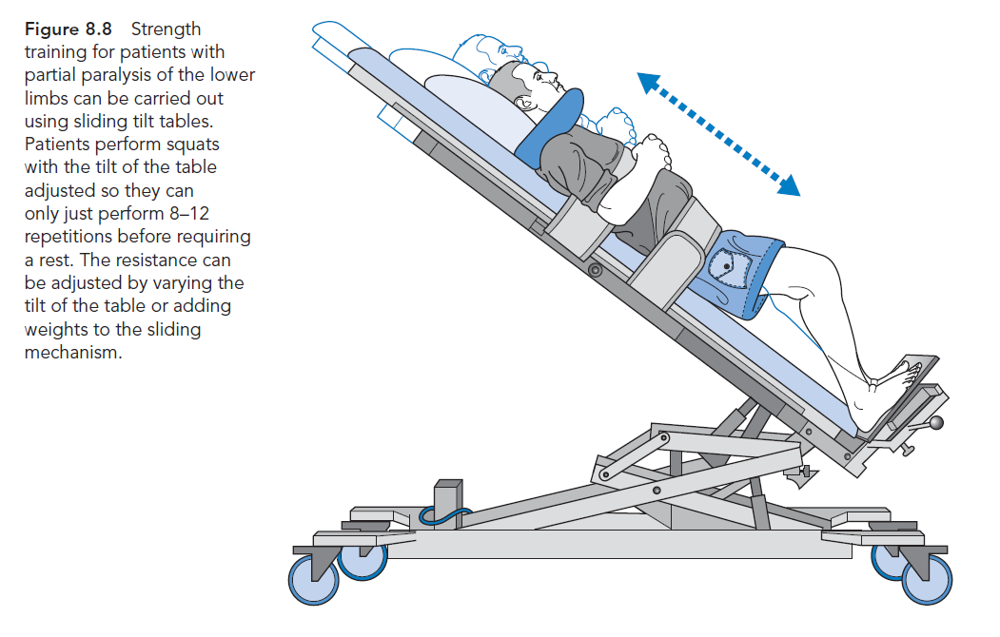 Figure 8.8 Strength
training for patients with
partial paralysis of the lower
limbs can be carried out
using sliding tilt tables.
Patients perform squats
with the tilt of the table
adjusted so they can
only just perform 8–12
repetitions before requiring
a rest. The resistance can
be adjusted by varying the
tilt of the table or adding
weights to the sliding
mechanism.